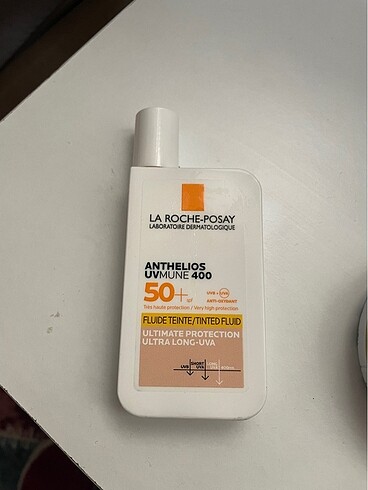 LA ROCHE-POSAY
LABORATOIRE DERMATOLOGIQUE
ANTHELIOS
UVMUNE 400
50+
UVB + UVA
ANTI-OXYDANT
Très haute protection / Very high protection
FLUIDE TEINTE/TINTED FLUID
ULTIMATE PROTECTION
ULTRA LONG-UVA
UVB
SHORT
UVA